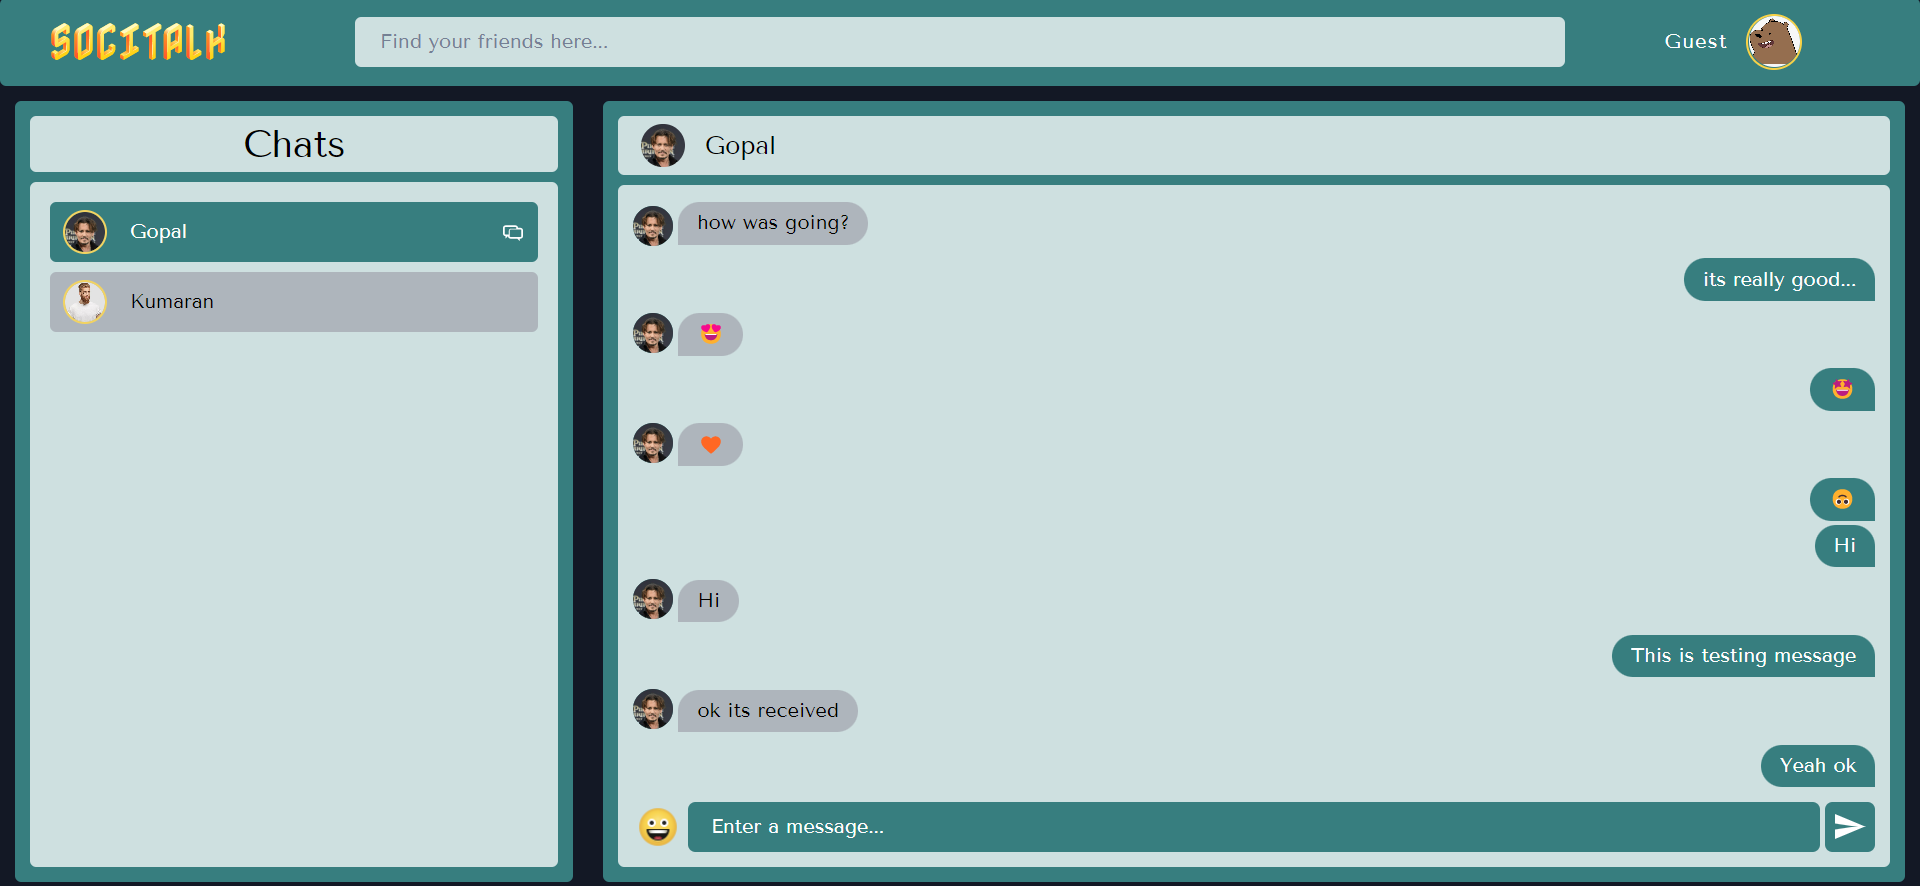 SOCITALK
Find your friends here...
Guest
Chats
Gopal
Kumaran
Gopal
how was going?
its really good...
Hi
Hi
This is testing message
ok its received
Yeah ok
Enter a message...